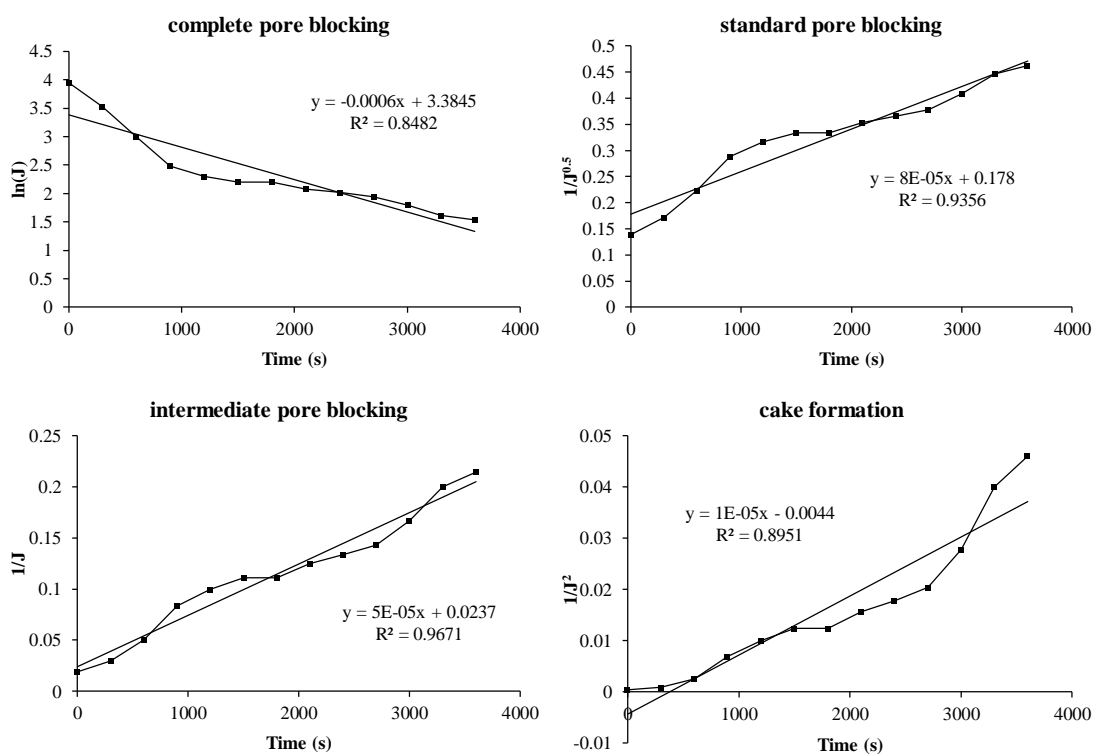 complete pore blocking
4.5
4
3.5
3
2.5
2
1.5
1
0.5
0
ln(J)
y = -0.0006x + 3.3845
R² = 0.8482
0 1000 2000 3000 4000
Time (s)
standard pore blocking
0.5
0.45
0.4
0.35
0.3
0.25
0.2
0.15
0.1
0.05
0
1/J^0.5
y = 8E-05x + 0.178
R² = 0.9356
0 1000 2000 3000 4000
Time (s)
intermediate pore blocking
0.25
0.2
0.15
0.1
0.05
0
1/J
y = 5E-05x + 0.0237
R² = 0.9671
0 1000 2000 3000 4000
Time (s)
cake formation
0.05
0.04
0.03
0.02
0.01
0
-0.01
1/J²
y = 1E-05x - 0.0044
R² = 0.8951
0 1000 2000 3000 4000
Time (s)